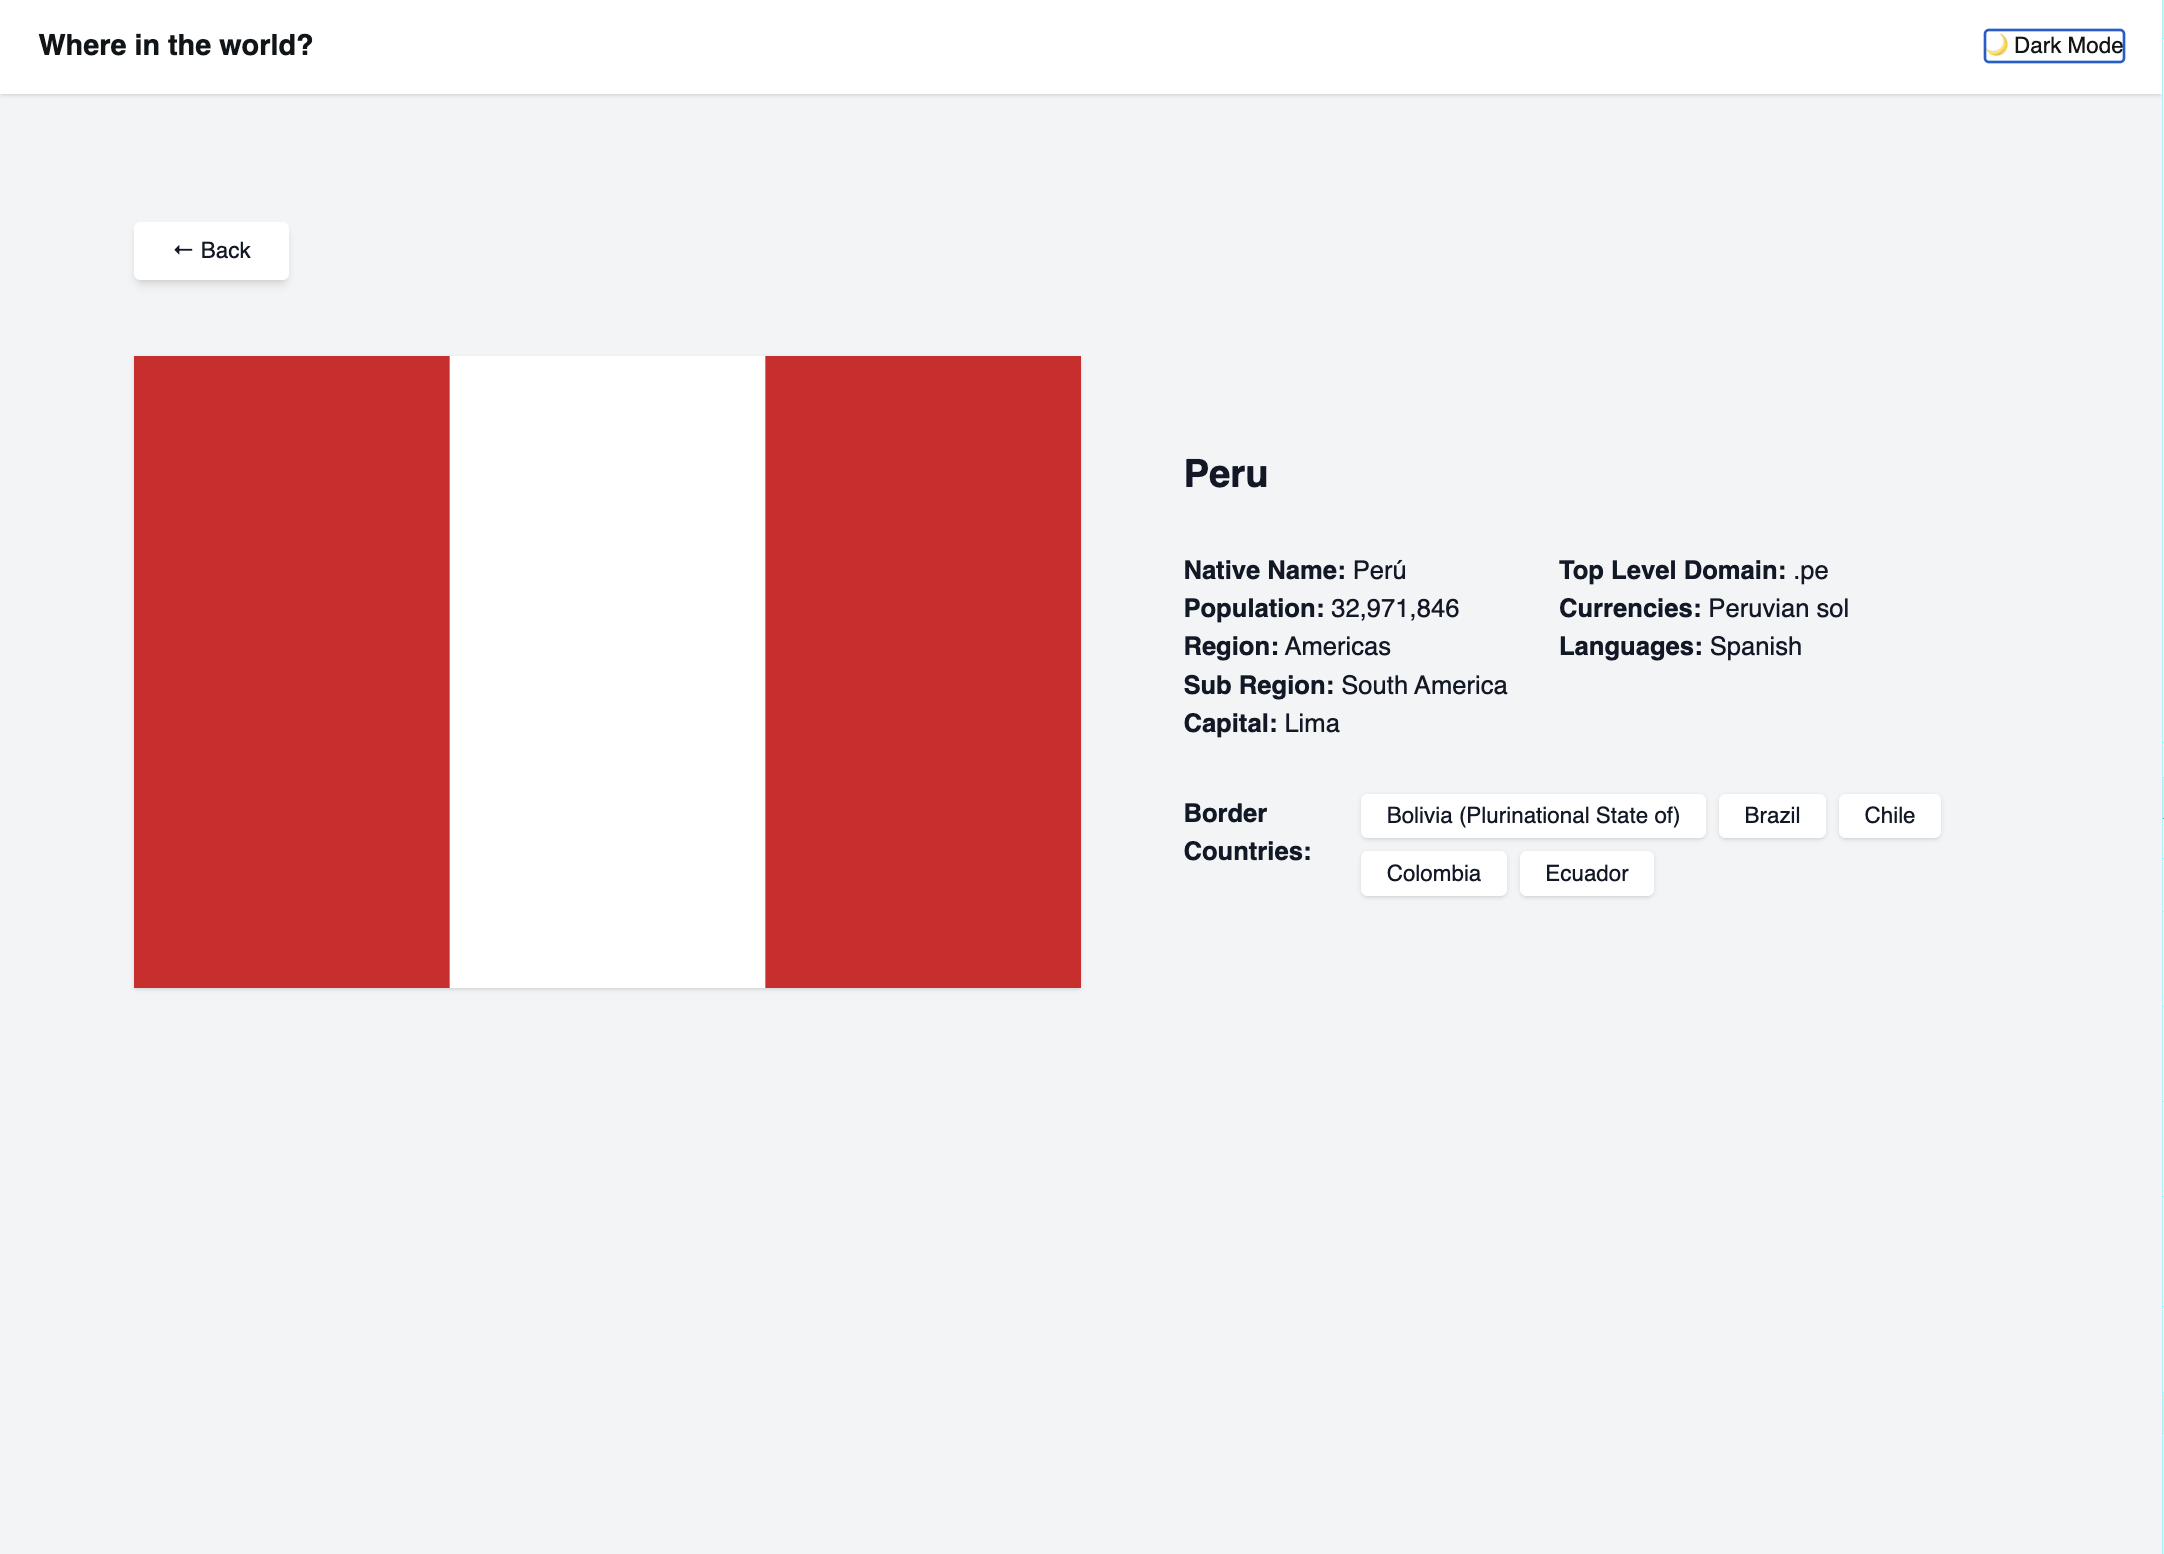 Where in the world?
🌙 Dark Mode
← Back
Peru
Native Name: Perú
Population: 32,971,846
Region: Americas
Sub Region: South America
Capital: Lima
Top Level Domain: .pe
Currencies: Peruvian sol
Languages: Spanish
Border
Countries:
Bolivia (Plurinational State of) Brazil Chile
Colombia Ecuador